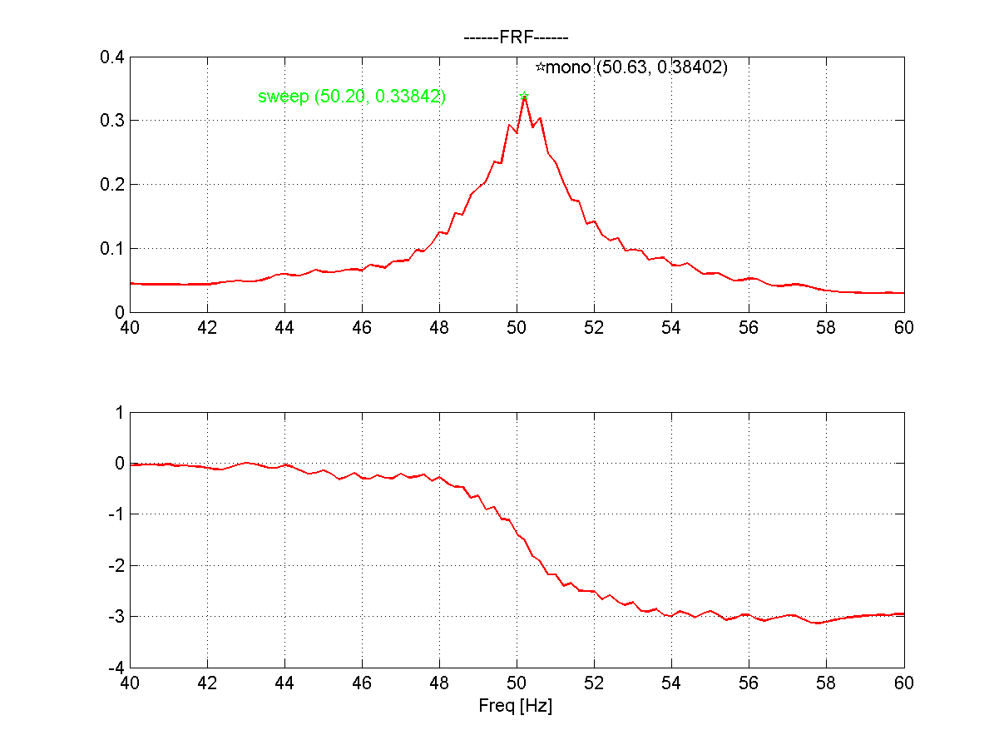 ------FRF------
0.4
☆mono (50.63, 0.38402)
sweep (50.20, 0.33842)
0.3
0.2
0.1
0
40 42 44 46 48 50 52 54 56 58 60
1
0
-1
-2
-3
-4
40 42 44 46 48 50 52 54 56 58 60
Freq [Hz]